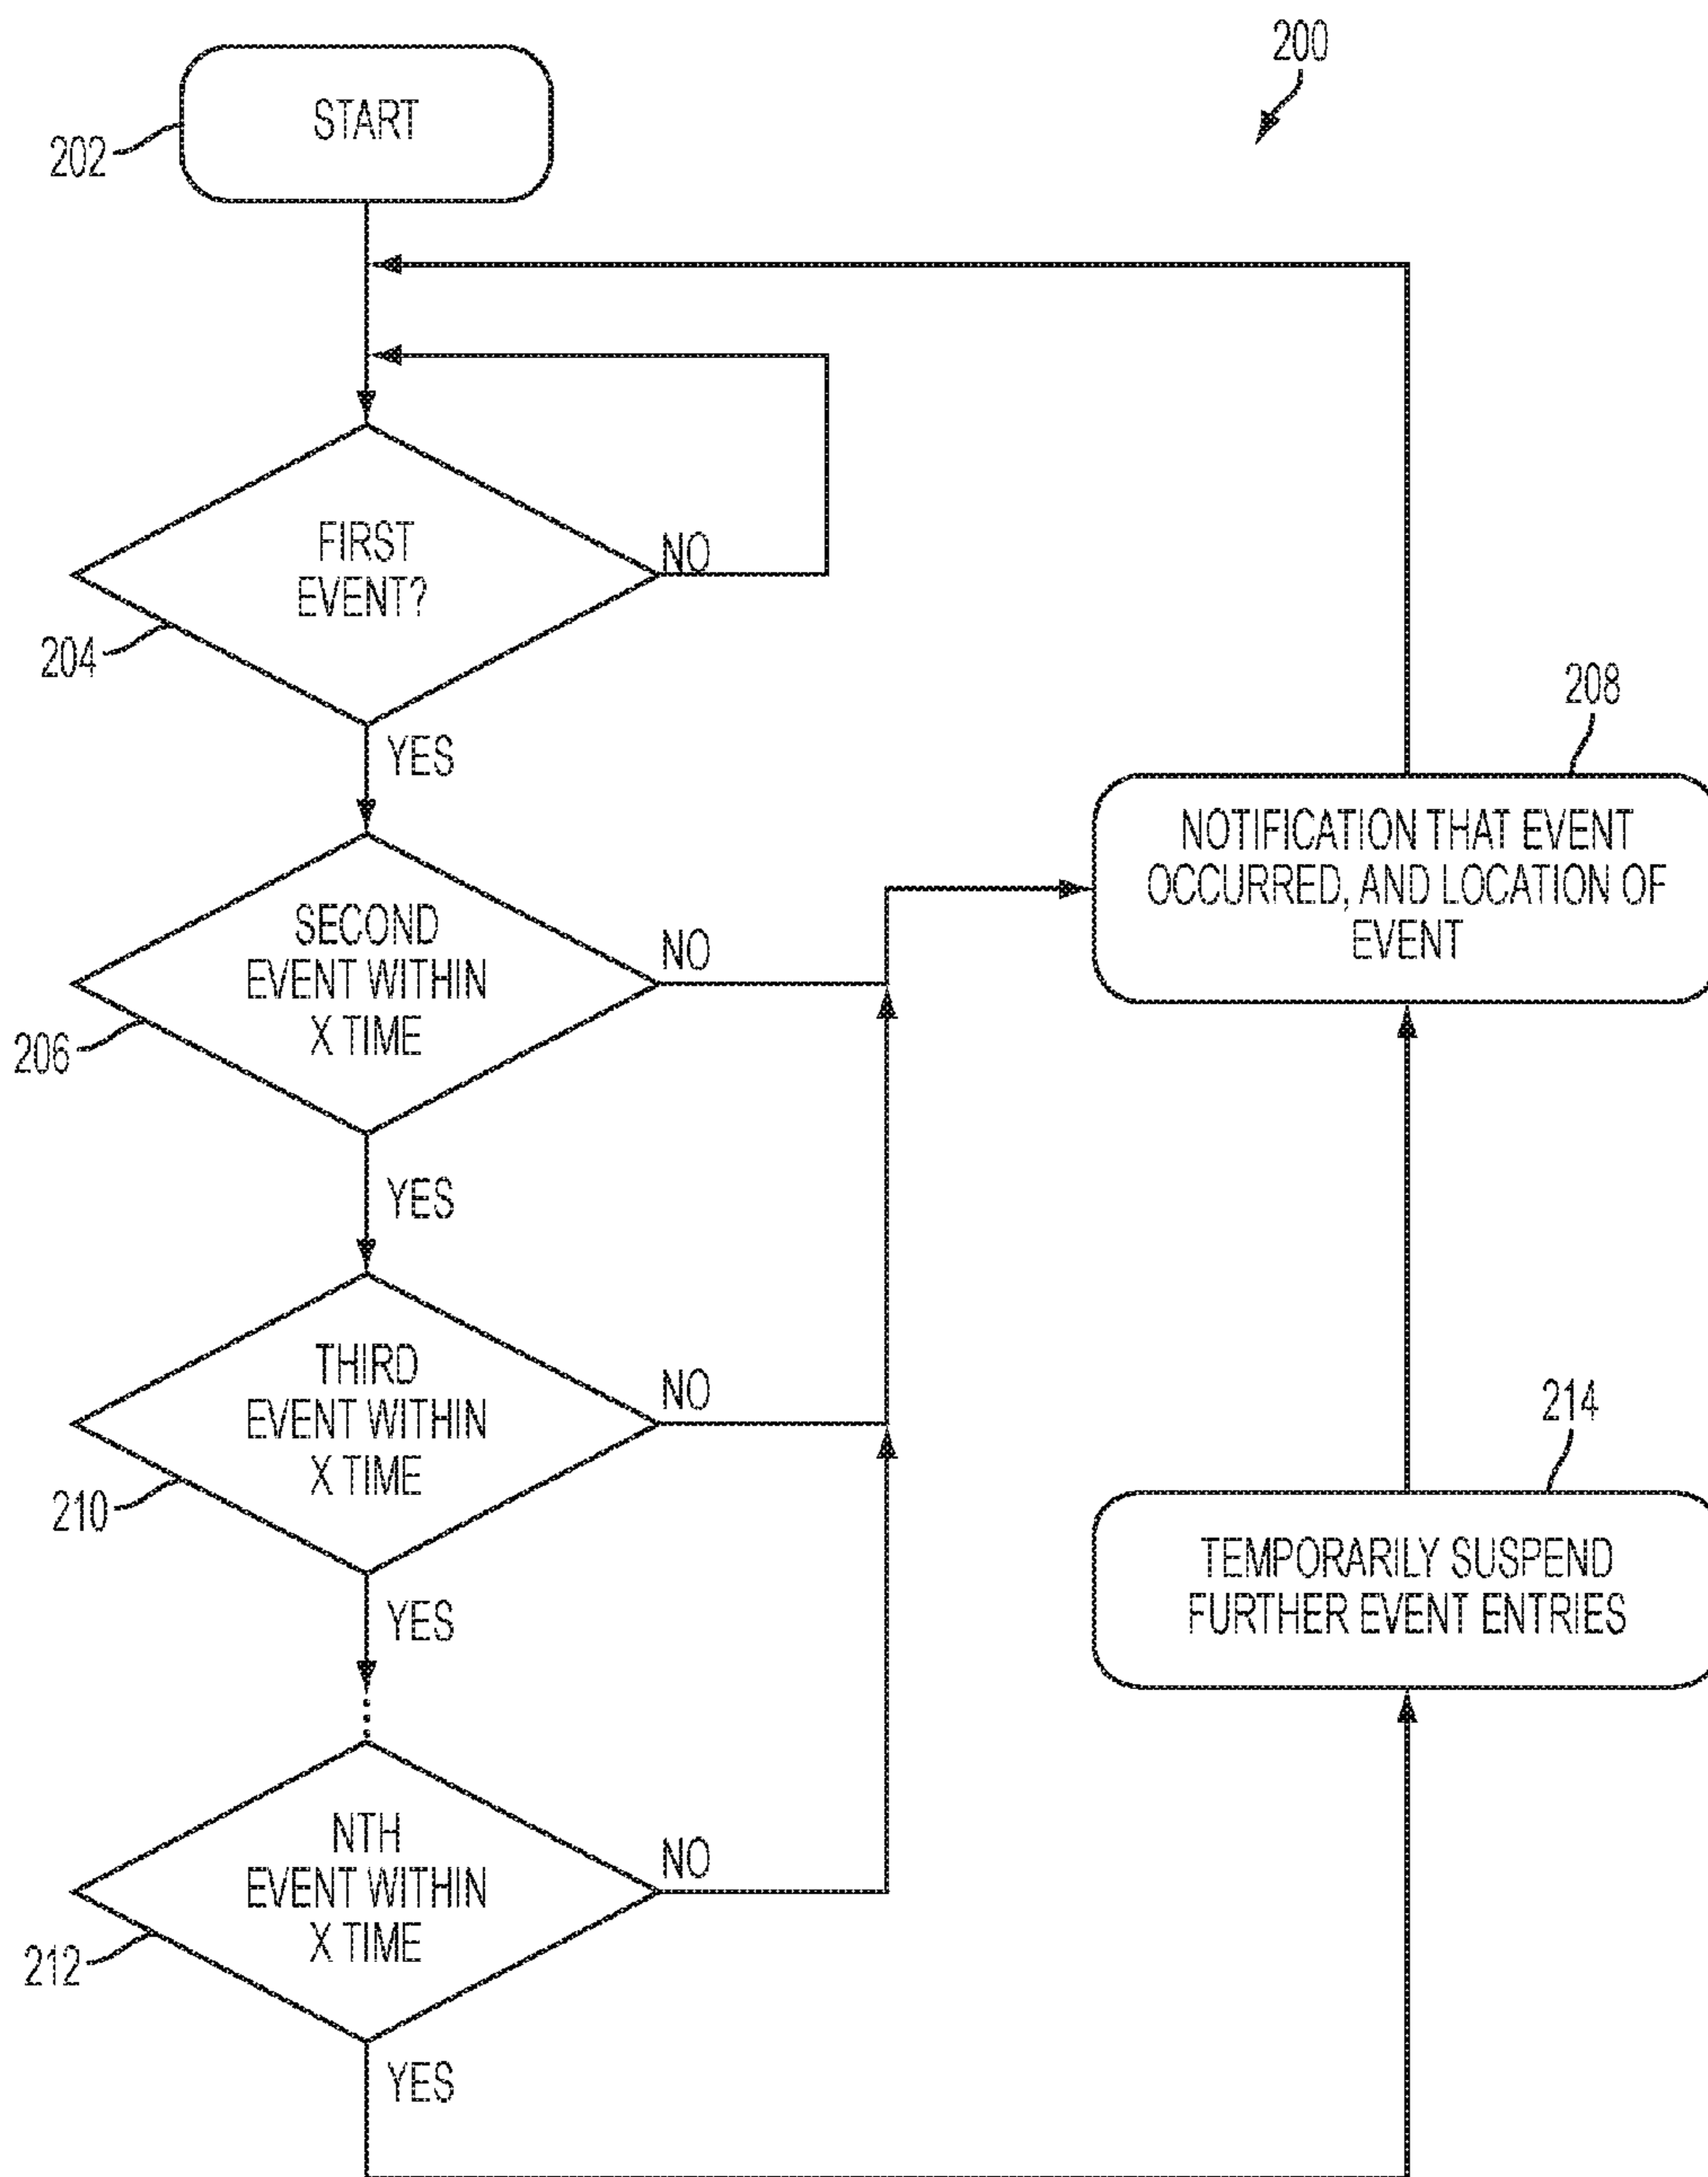 200
START
202
FIRST
EVENT?
NO
204
YES
208
NOTIFICATION THAT EVENT
OCCURRED, AND LOCATION OF
EVENT
SECOND
EVENT WITHIN
X TIME
NO
206
YES
THIRD
EVENT WITHIN
X TIME
NO
210
214
TEMPORARILY SUSPEND
FURTHER EVENT ENTRIES
YES
NTH
EVENT WITHIN
X TIME
NO
212
YES